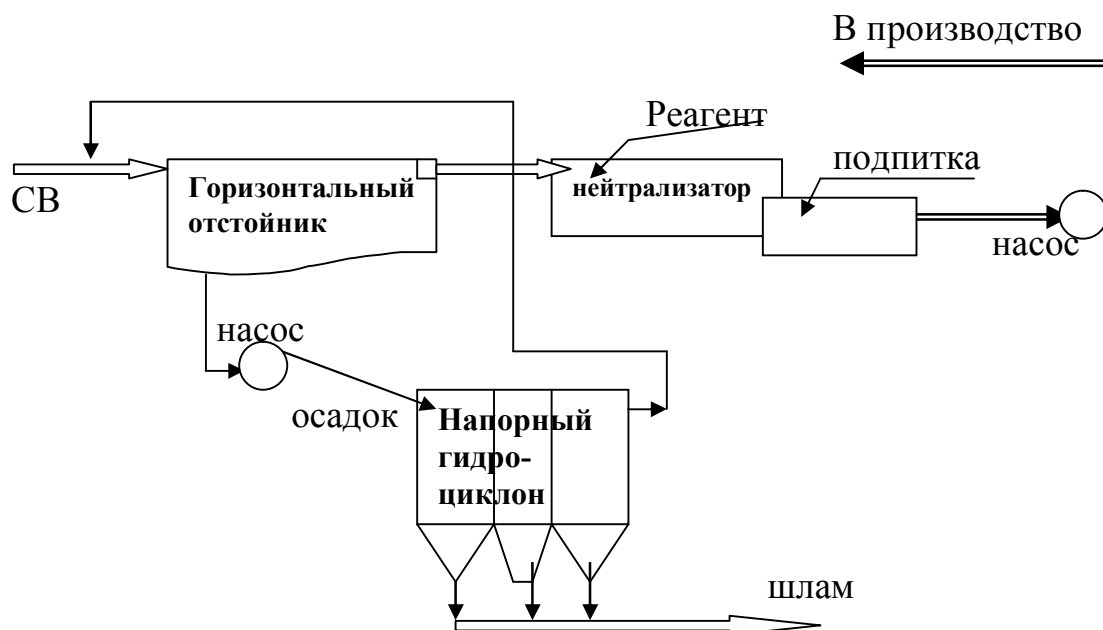 В производство
Реагент
подпитка
СВ
Горизонтальный
отстойник
нейтрализатор
насос
насос
осадок
Напорный
гидро-
циклон
шлам